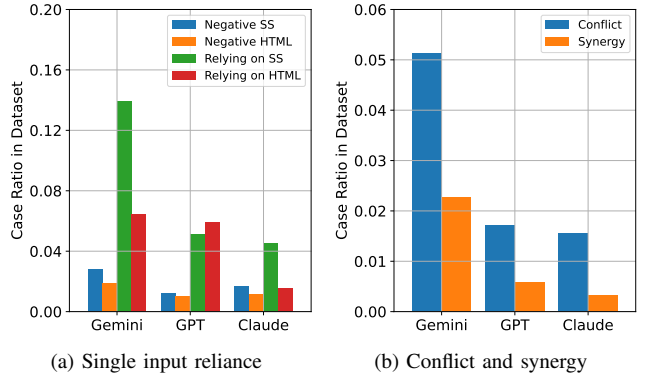 0.20
0.16
0.12
0.08
0.04
0.00
Case Ratio in Dataset
Negative SS
Negative HTML
Relying on SS
Relying on HTML
Gemini GPT Claude
(a) Single input reliance
0.06
0.05
0.04
0.03
0.02
0.01
0.00
Case Ratio in Dataset
Conflict
Synergy
Gemini GPT Claude
(b) Conflict and synergy